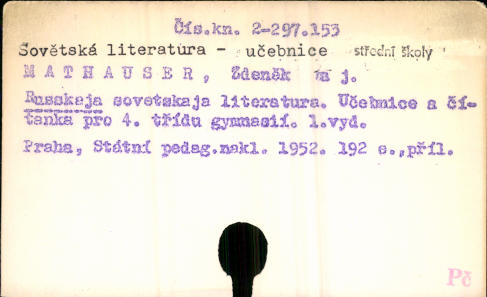 Čís.kn. 2-297.153
Sovětská literatura - učebnice střední školy
MATHAUSER, Zdeněk a j.
Russkaja sovetskaja literatura. Učebnice a čí-
tanka pro 4. třídu gymnasií. 1.vyd.
Praha, Státní pedag.nakl. 1952. 192 s.,příl.
Pč